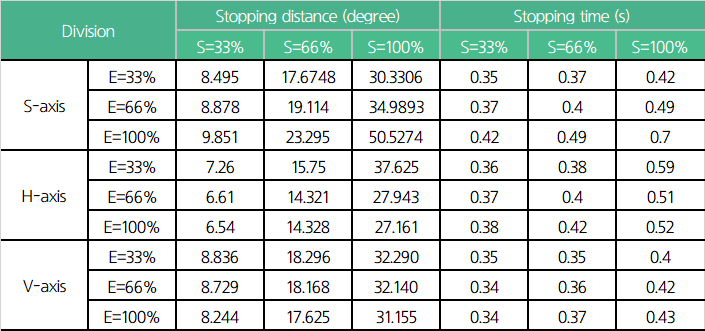 Division Stopping distance (degree) Stopping time (s)
S=33% S=66% S=100% S=33% S=66% S=100%
S-axis E=33% 8.495 17.6748 30.3306 0.35 0.37 0.42
E=66% 8.878 19.114 34.9893 0.37 0.4 0.49
E=100% 9.851 23.295 50.5274 0.42 0.49 0.7
H-axis E=33% 7.26 15.75 37.625 0.36 0.38 0.59
E=66% 6.61 14.321 27.943 0.37 0.4 0.51
E=100% 6.54 14.328 27.161 0.38 0.42 0.52
V-axis E=33% 8.836 18.296 32.290 0.35 0.35 0.4
E=66% 8.729 18.168 32.140 0.34 0.36 0.42
E=100% 8.244 17.625 31.155 0.34 0.37 0.43